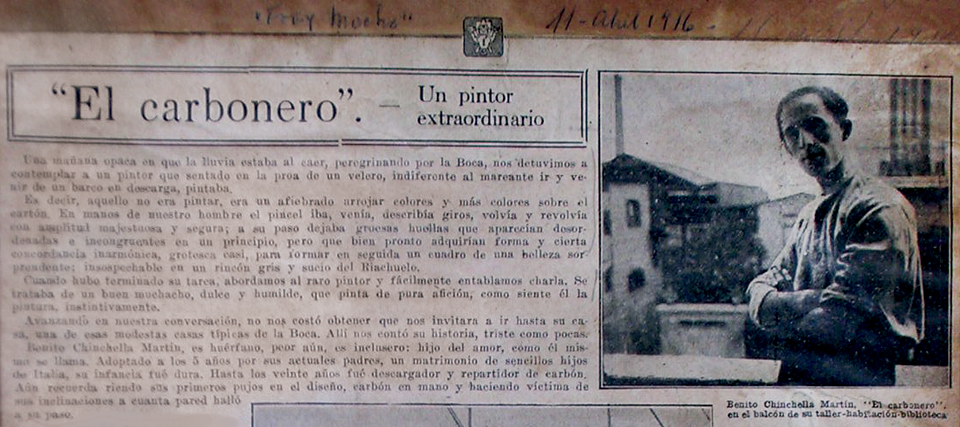 "Fray Mocho"
11 - Abril 1916
"El carbonero". — Un pintor
extraordinario
Una mañana opaca en que la lluvia estaba al caer, peregrinando por la Boca, nos detuvimos a
contemplar a un pintor que sentado en la proa de un velero, indiferente al mareante ir y ve-
nir de un barco en descarga, pintaba.
Es decir, aquello no era pintar, era un afiebrado arrojar colores y más colores sobre el
cartón. En manos de nuestro hombre el pincel iba, venía, describía giros, volvía y revolvía
con amplitud majestuosa y segura; a su paso dejaba gruesas huellas que aparecían desor-
denadas e incongruentes en un principio, pero que bien pronto adquirían forma y cierta
concordancia inarmónica, grotesca casi, para formar en seguida un cuadro de una belleza sor-
prendente; insospechable en un rincón gris y sucio del Riachuelo.
Cuando hubo terminado su tarea, abordamos al raro pintor y fácilmente entablamos charla. Se
trataba de un buen muchacho, dulce y humilde, que pinta de pura afición, como siente él la
pintura, instintivamente.
Avanzando en nuestra conversación, no nos costó obtener que nos invitara a ir hasta su ca-
sa, una de esas modestas casas típicas de la Boca. Allí nos contó su historia, triste como pocas.
Benito Chinchella Martín, es huérfano, peor aún, es inclusero: hijo del amor, como él mis-
mo se llama. Adoptado a los 5 años por sus actuales padres, un matrimonio de sencillos hijos
de Italia, su infancia fué dura. Hasta los veinte años fué descargador y repartidor de carbón.
Aún recuerda riendo sus primeros pujos en el diseño, carbón en mano y haciendo víctima de
sus inclinaciones a cuanta pared halló
a su paso.
Benito Chinchella Martín, "El carbonero",
en el balcón de su taller-habitación-biblioteca